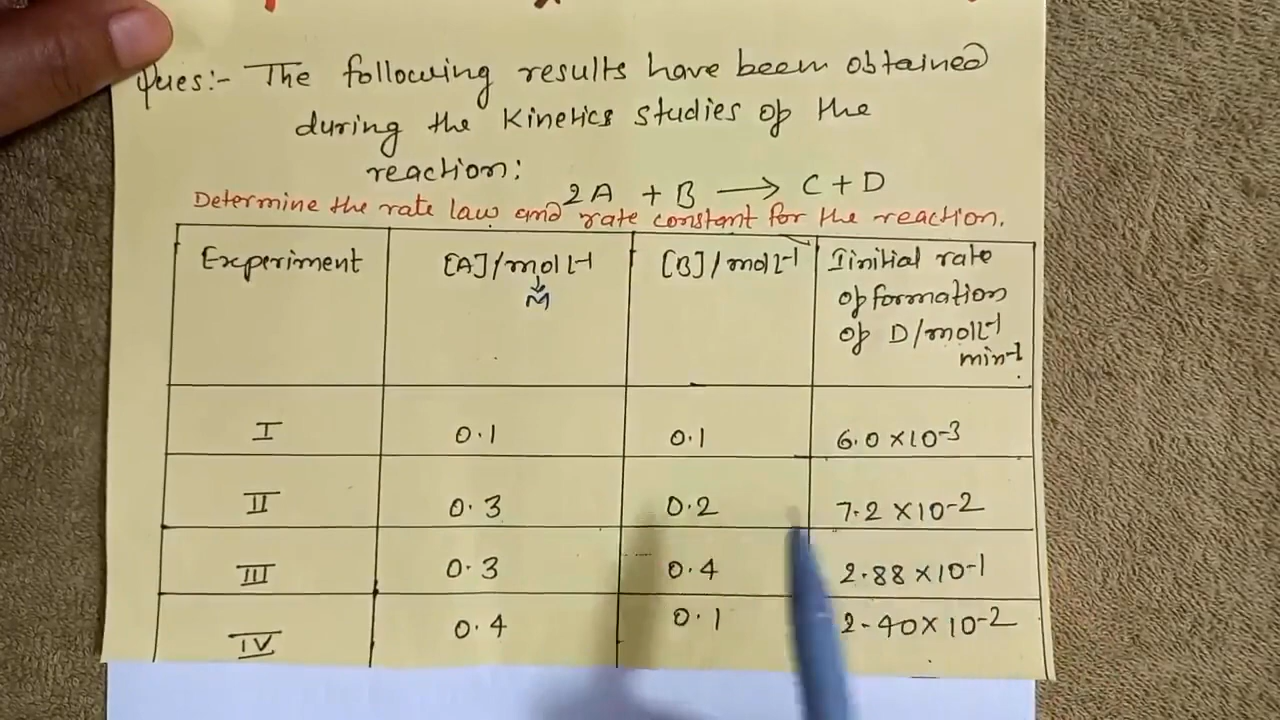 Ques:- The following results have been obtained
during the Kinetics studies of the
reaction:
2A + B → C + D
Determine the rate law and rate constant for the reaction.
Experiment [A]/mol L-1 [B]/mol L-1 Iinitial rate
M of formation
of D/mol L-1
min-1
I 0.1 0.1 6.0 × 10-3
II 0.3 0.2 7.2 × 10-2
III 0.3 0.4 2.88 × 10-1
IV 0.4 0.1 2.40 × 10-2